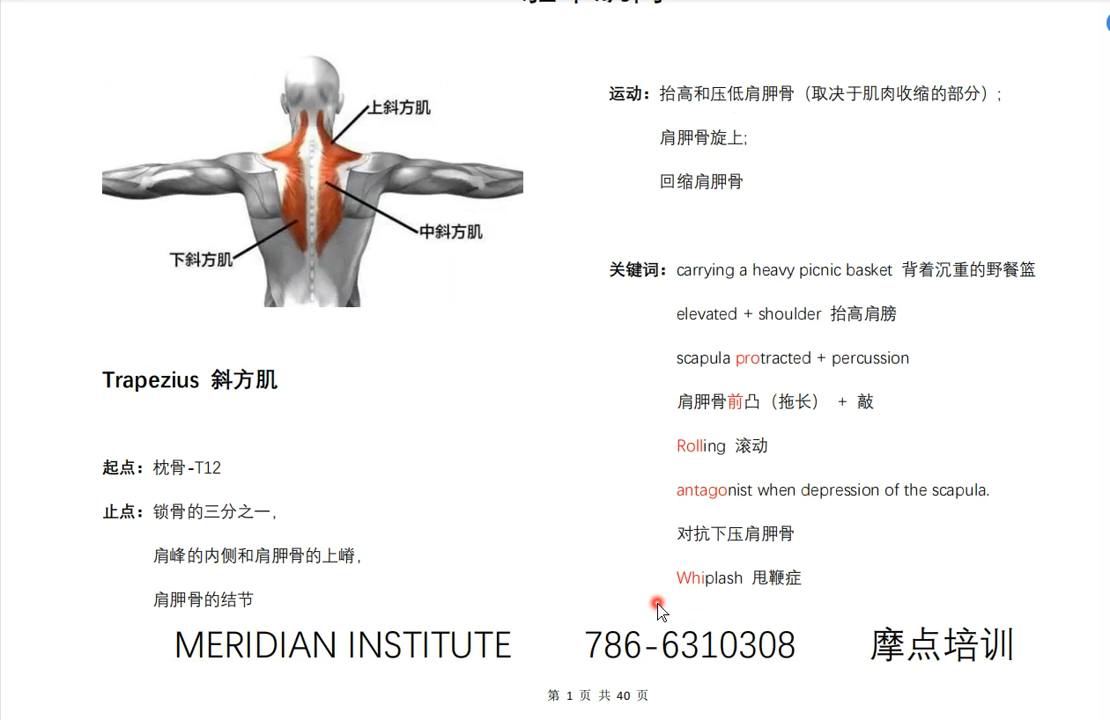 上斜方肌
中斜方肌
下斜方肌
Trapezius 斜方肌
起点：枕骨-T12
止点：锁骨的三分之一，
肩峰的内侧和肩胛骨的上嵴，
肩胛骨的结节
运动：抬高和压低肩胛骨（取决于肌肉收缩的部分）;
肩胛骨旋上;
回缩肩胛骨
关键词：carrying a heavy picnic basket 背着沉重的野餐篮
elevated + shoulder 抬高肩膀
scapula protracted + percussion
肩胛骨前凸（拖长） + 敲
Rolling 滚动
antagonist when depression of the scapula.
对抗下压肩胛骨
Whiplash 甩鞭症
MERIDIAN INSTITUTE 786-6310308 摩点培训
第 1 页 共 40 页